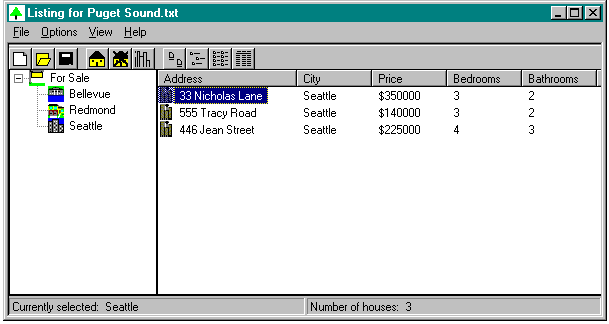 Listing for Puget Sound.txt
File Options View Help
For Sale
Bellevue
Redmond
Seattle
Address City Price Bedrooms Bathrooms
33 Nicholas Lane Seattle $350000 3 2
555 Tracy Road Seattle $140000 3 2
446 Jean Street Seattle $225000 4 3
Currently selected: Seattle Number of houses: 3